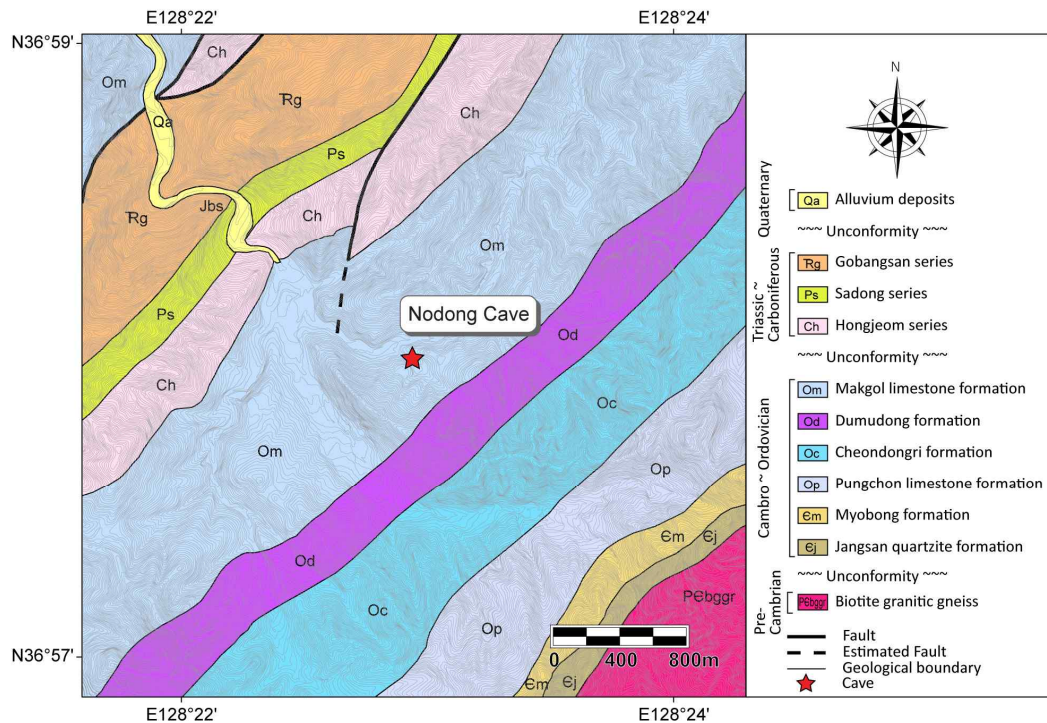 E128°22'
E128°24'
N36°59'
Ch
Om
Qa
TRg
Ps
Ch
TRg
Jbs
Ch
Om
Nodong Cave
Ps
Od
Ch
Oc
Om
Op
Єm
Єj
Od
PЄbggr
Oc
Op
N36°57'
0 400 800m
Єm
Єj
E128°22'
E128°24'
N
Quaternary
Qa Alluvium deposits
~~~ Unconformity ~~~
Triassic ~ Carboniferous
TRg Gobangsan series
Ps Sadong series
Ch Hongjeom series
~~~ Unconformity ~~~
Cambro ~ Ordovician
Om Makgol limestone formation
Od Dumudong formation
Oc Cheondongri formation
Op Pungchon limestone formation
Єm Myobong formation
Єj Jangsan quartzite formation
~~~ Unconformity ~~~
Pre-Cambrian
PЄbggr Biotite granitic gneiss
Fault
Estimated Fault
Geological boundary
Cave